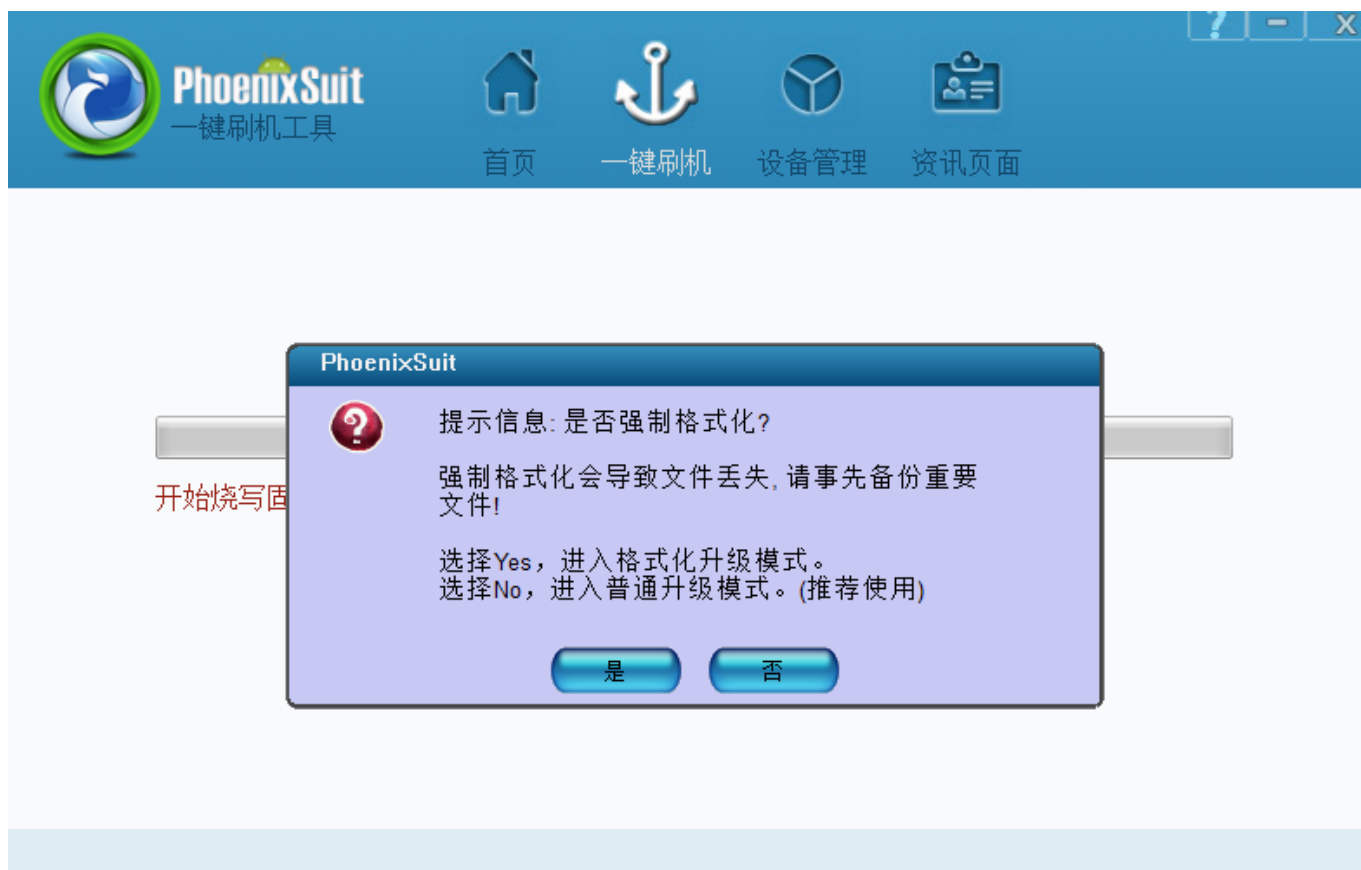 PhoenixSuit
一键刷机工具
首页
一键刷机
设备管理
资讯页面
? - X
PhoenixSuit
提示信息: 是否强制格式化?
强制格式化会导致文件丢失, 请事先备份重要
文件!
选择Yes，进入格式化升级模式。
选择No，进入普通升级模式。(推荐使用)
是
否
开始烧写固